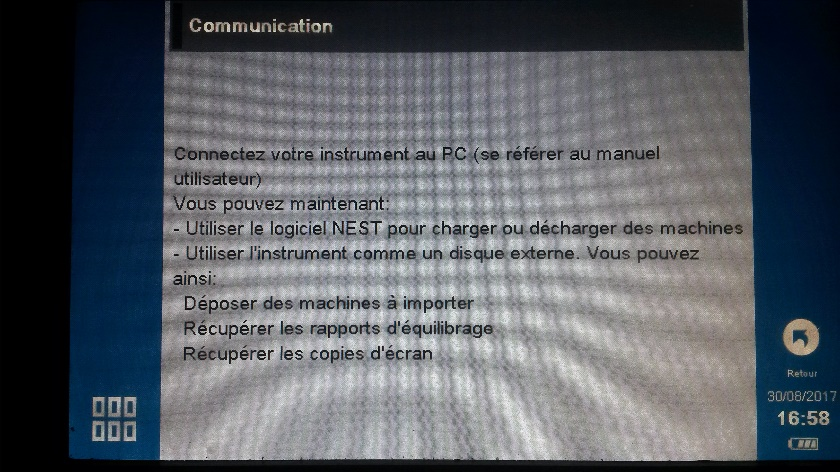 Communication
Connectez votre instrument au PC (se référer au manuel
utilisateur)
Vous pouvez maintenant:
- Utiliser le logiciel NEST pour charger ou décharger des machines
- Utiliser l'instrument comme un disque externe. Vous pouvez
ainsi:
Déposer des machines à importer
Récupérer les rapports d'équilibrage
Récupérer les copies d'écran
Retour
30/08/2017
16:58